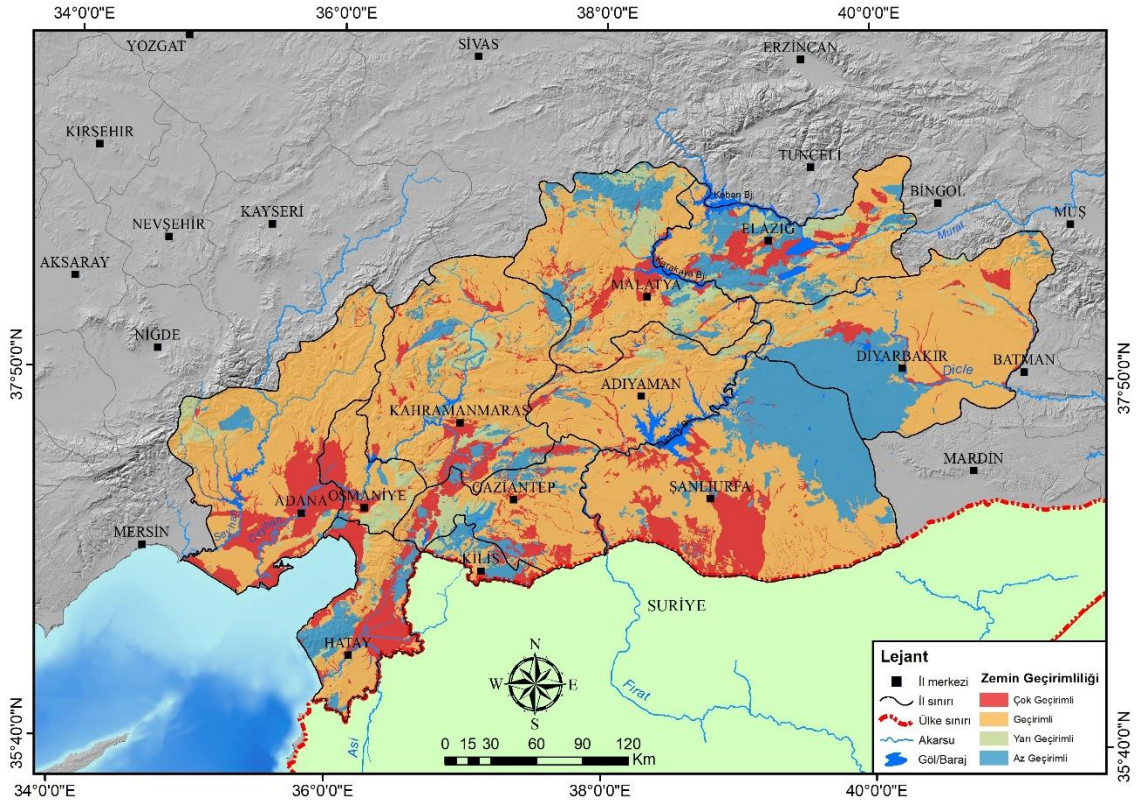 34°0'0"E
36°0'0"E
38°0'0"E
40°0'0"E
YOZGAT
SİVAS
ERZİNCAN
KIRŞEHİR
TUNCELİ
BİNGOL
Keban Bj.
NEVŞEHİR
KAYSERİ
ELAZIĞ
MUŞ
Murat
AKSARAY
Karakaya Bj.
MALATYA
NİĞDE
37°50'0"N
DİYARBAKIR
BATMAN
37°50'0"N
Dicle
ADIYAMAN
KAHRAMANMARAŞ
MARDİN
GAZİANTEP
ŞANLIURFA
ADANA
OSMANİYE
Seyhan
Ceyhan
MERSİN
KİLİS
SURİYE
HATAY
Fırat
Asi
N
W
E
S
0 15 30 60 90 120
Km
Lejant
İl merkezi
İl sınırı
Ülke sınırı
Akarsu
Göl/Baraj
Zemin Geçirimliliği
Çok Geçirimli
Geçirimli
Yarı Geçirimli
Az Geçirimli
35°40'0"N
35°40'0"N
34°0'0"E
36°0'0"E
38°0'0"E
40°0'0"E